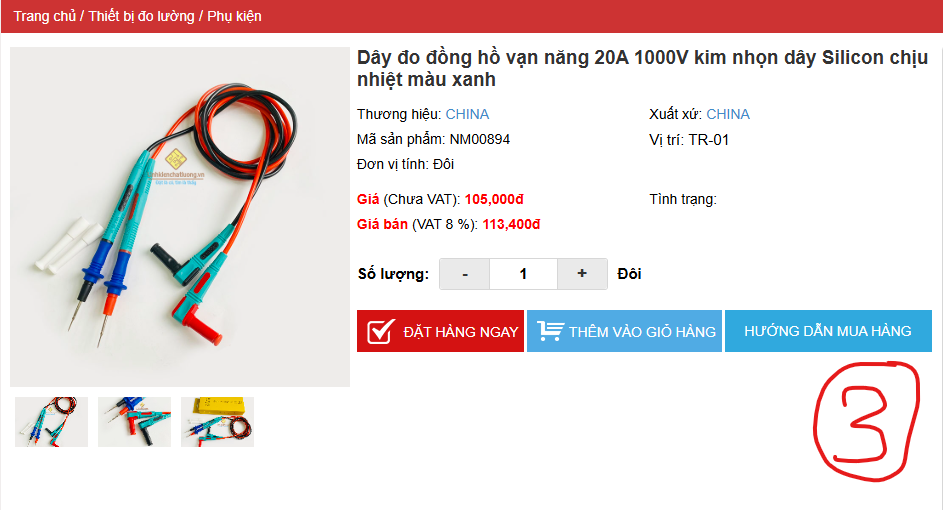 Trang chủ / Thiết bị đo lường / Phụ kiện
Dây đo đồng hồ vạn năng 20A 1000V kim nhọn dây Silicon chịu
nhiệt màu xanh
Thương hiệu: CHINA
Xuất xứ: CHINA
Mã sản phẩm: NM00894
Vị trí: TR-01
Đơn vị tính: Đôi
Giá (Chưa VAT): 105,000đ
Tình trạng:
Giá bán (VAT 8 %): 113,400đ
Số lượng: - 1 + Đôi
ĐẶT HÀNG NGAY
THÊM VÀO GIỎ HÀNG
HƯỚNG DẪN MUA HÀNG
3